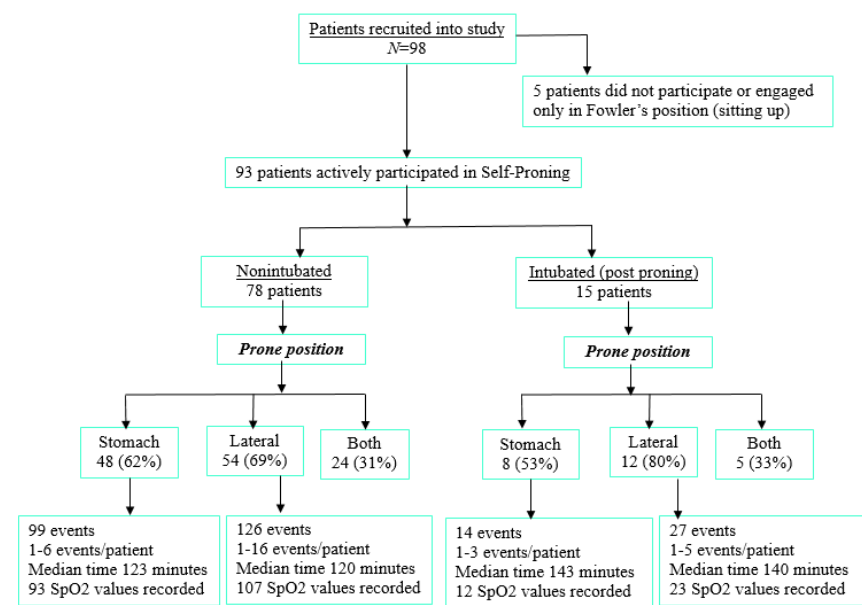 Patients recruited into study
N=98
5 patients did not participate or engaged
only in Fowler's position (sitting up)
93 patients actively participated in Self-Proning
Nonintubated
78 patients
Intubated (post proning)
15 patients
Prone position
Prone position
Stomach
48 (62%)
Lateral
54 (69%)
Both
24 (31%)
Stomach
8 (53%)
Lateral
12 (80%)
Both
5 (33%)
99 events
1-6 events/patient
Median time 123 minutes
93 SpO2 values recorded
126 events
1-16 events/patient
Median time 120 minutes
107 SpO2 values recorded
14 events
1-3 events/patient
Median time 143 minutes
12 SpO2 values recorded
27 events
1-5 events/patient
Median time 140 minutes
23 SpO2 values recorded